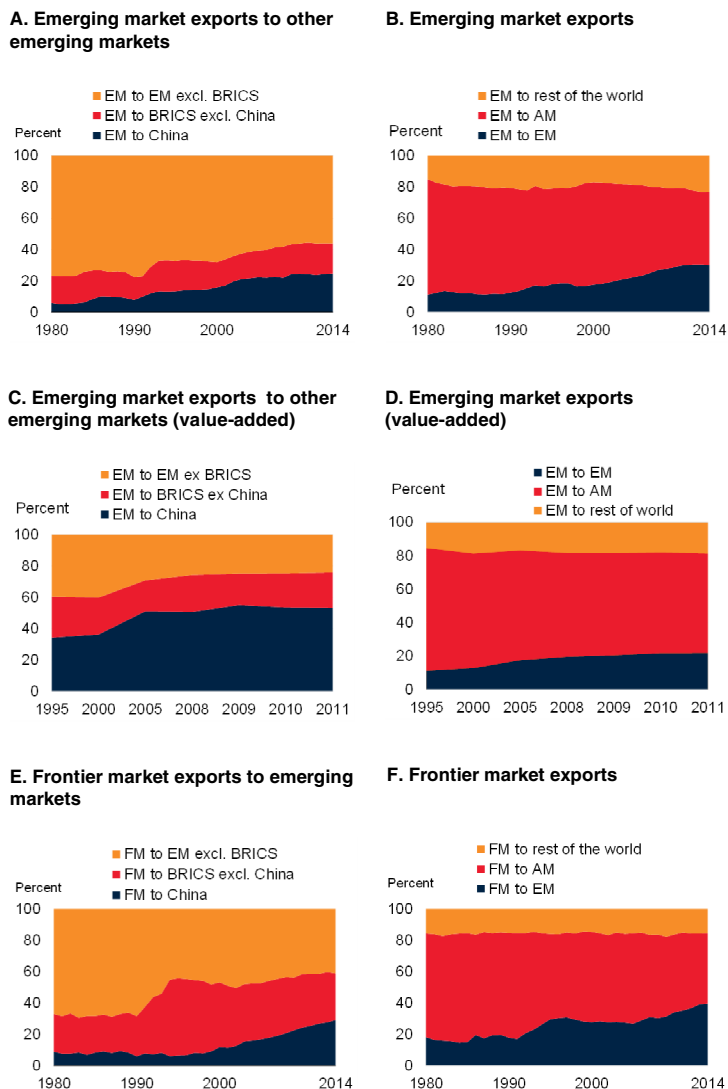 A. Emerging market exports to other
emerging markets
EM to EM excl. BRICS
EM to BRICS excl. China
EM to China
Percent
100
80
60
40
20
0
1980 1990 2000 2014
B. Emerging market exports
EM to rest of the world
EM to AM
EM to EM
Percent
100
80
60
40
20
0
1980 1990 2000 2014
C. Emerging market exports to other
emerging markets (value-added)
EM to EM ex BRICS
EM to BRICS ex China
EM to China
Percent
100
80
60
40
20
0
1995 2000 2005 2008 2009 2010 2011
D. Emerging market exports
(value-added)
EM to EM
EM to AM
EM to rest of world
Percent
100
80
60
40
20
0
1995 2000 2005 2008 2009 2010 2011
E. Frontier market exports to emerging
markets
FM to EM excl. BRICS
FM to BRICS excl. China
FM to China
Percent
100
80
60
40
20
0
1980 1990 2000 2014
F. Frontier market exports
FM to rest of the world
FM to AM
FM to EM
Percent
100
80
60
40
20
0
1980 1990 2000 2014